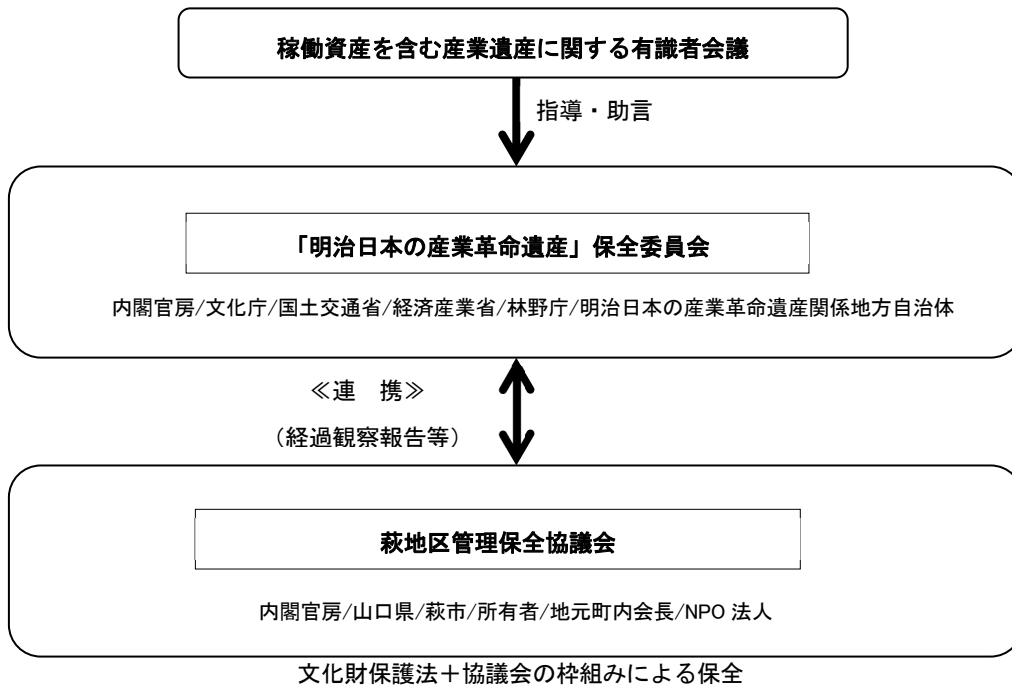 稼働資産を含む産業遺産に関する有識者会議
指導・助言
「明治日本の産業革命遺産」保全委員会
内閣官房/文化庁/国土交通省/経済産業省/林野庁/明治日本の産業革命遺産関係地方自治体
≪連　携≫
（経過観察報告等）
萩地区管理保全協議会
内閣官房/山口県/萩市/所有者/地元町内会長/NPO 法人
文化財保護法＋協議会の枠組みによる保全